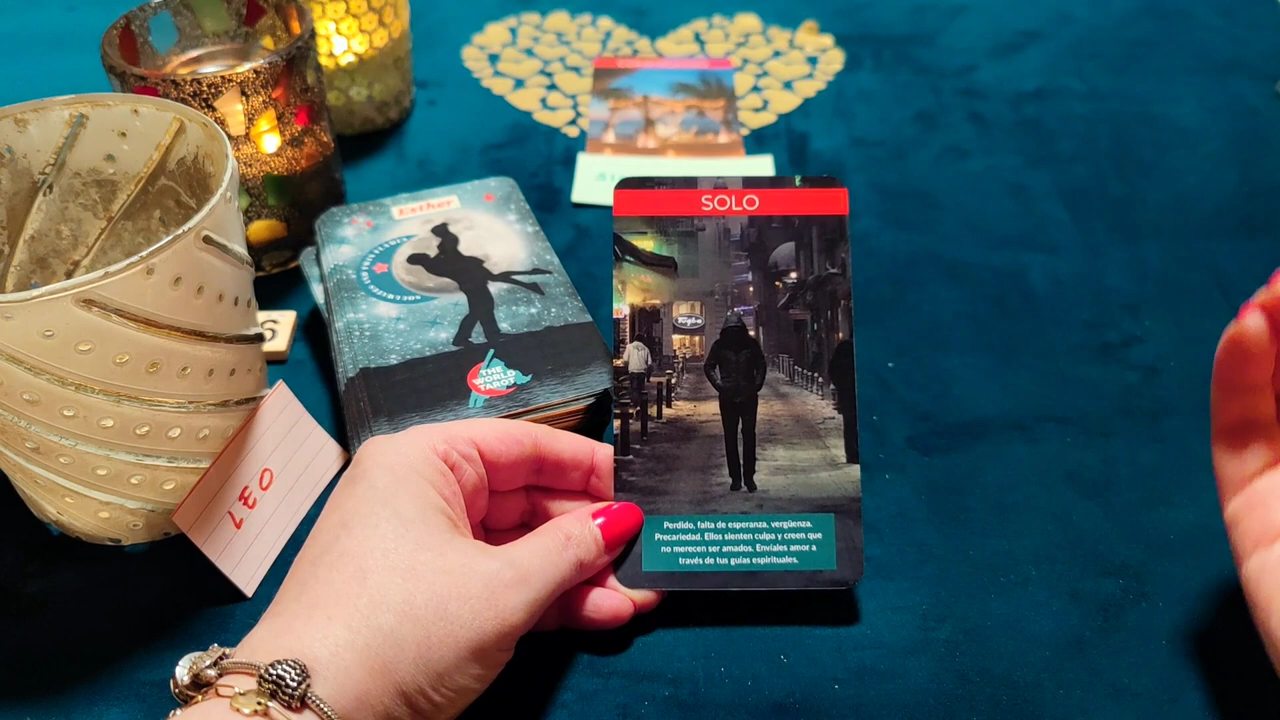 Esther
THE
WORLD
TAROT
037
SOLO
Perdido, falta de esperanza, vergüenza.
Precariedad. Ellos sienten culpa y creen que
no merecen ser amados. Envíales amor a
través de tus guías espirituales.